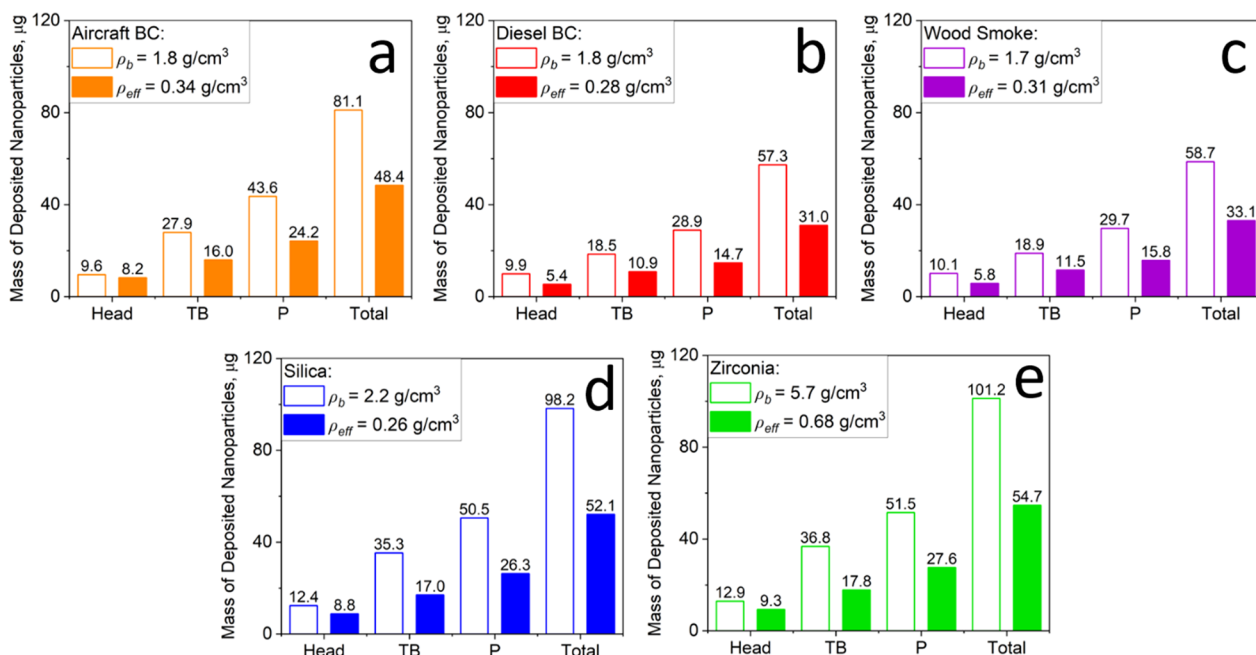 Mass of Deposited Nanoparticles, µg
120
80
40
0
Aircraft BC:
ρb = 1.8 g/cm³
ρeff = 0.34 g/cm³
a
9.6
8.2
27.9
16.0
43.6
24.2
81.1
48.4
Head TB P Total
Mass of Deposited Nanoparticles, µg
120
80
40
0
Diesel BC:
ρb = 1.8 g/cm³
ρeff = 0.28 g/cm³
b
9.9
5.4
18.5
10.9
28.9
14.7
57.3
31.0
Head TB P Total
Mass of Deposited Nanoparticles, µg
120
80
40
0
Wood Smoke:
ρb = 1.7 g/cm³
ρeff = 0.31 g/cm³
c
10.1
5.8
18.9
11.5
29.7
15.8
58.7
33.1
Head TB P Total
Mass of Deposited Nanoparticles, µg
120
80
40
0
Silica:
ρb = 2.2 g/cm³
ρeff = 0.26 g/cm³
d
12.4
8.8
35.3
17.0
50.5
26.3
98.2
52.1
Head TB P Total
Mass of Deposited Nanoparticles, µg
120
80
40
0
Zirconia:
ρb = 5.7 g/cm³
ρeff = 0.68 g/cm³
e
12.9
9.3
36.8
17.8
51.5
27.6
101.2
54.7
Head TB P Total